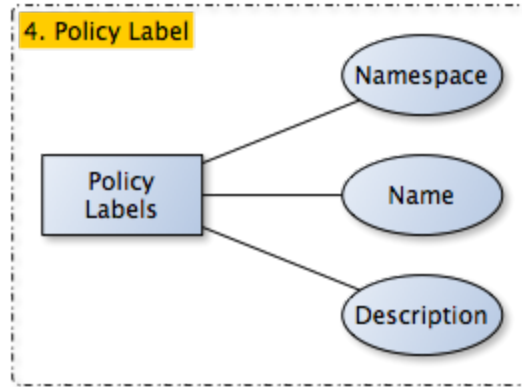 4. Policy Label
Namespace
Policy
Labels
Name
Description